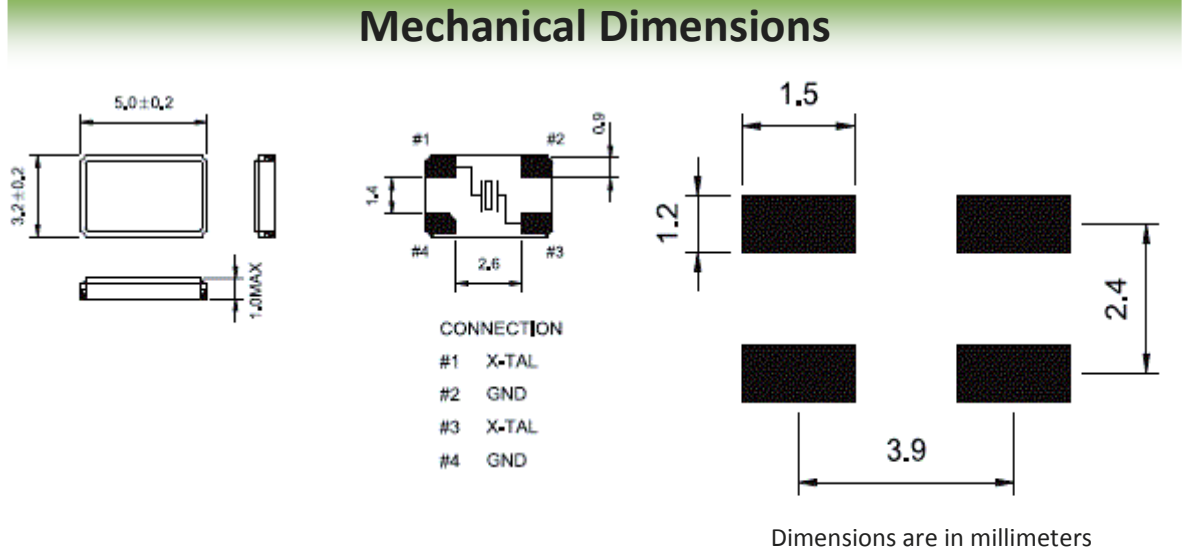 Mechanical Dimensions
5.0±0.2
3.2±0.2
1.0MAX
#1
#2
0.9
1.4
#4
#3
2.6
CONNECTION
#1 X-TAL
#2 GND
#3 X-TAL
#4 GND
1.5
1.2
2.4
3.9
Dimensions are in millimeters